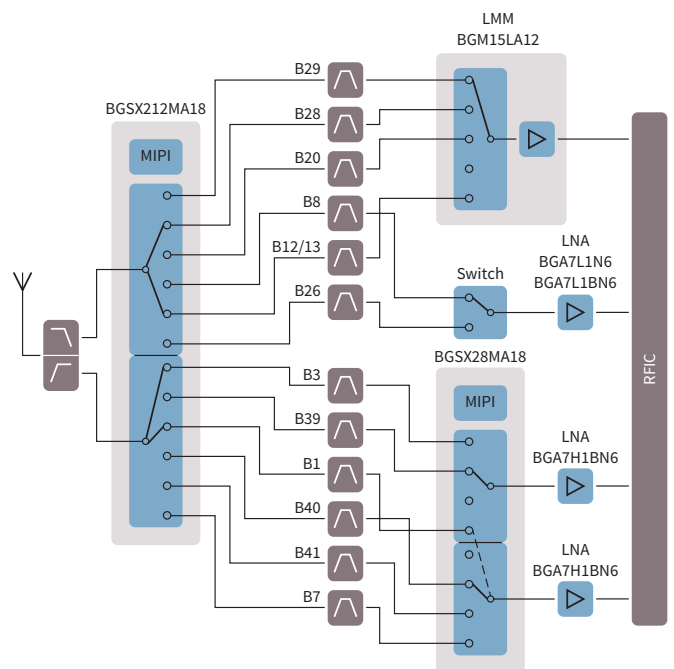 LMM
BGM15LA12
B29
BGSX212MA18
B28
MIPI
B20
B8
B12/13
B26
Switch
LNA
BGA7L1N6
BGA7L1BN6
BGSX28MA18
RFIC
B3
MIPI
B39
LNA
BGA7H1BN6
B1
B40
B41
LNA
BGA7H1BN6
B7